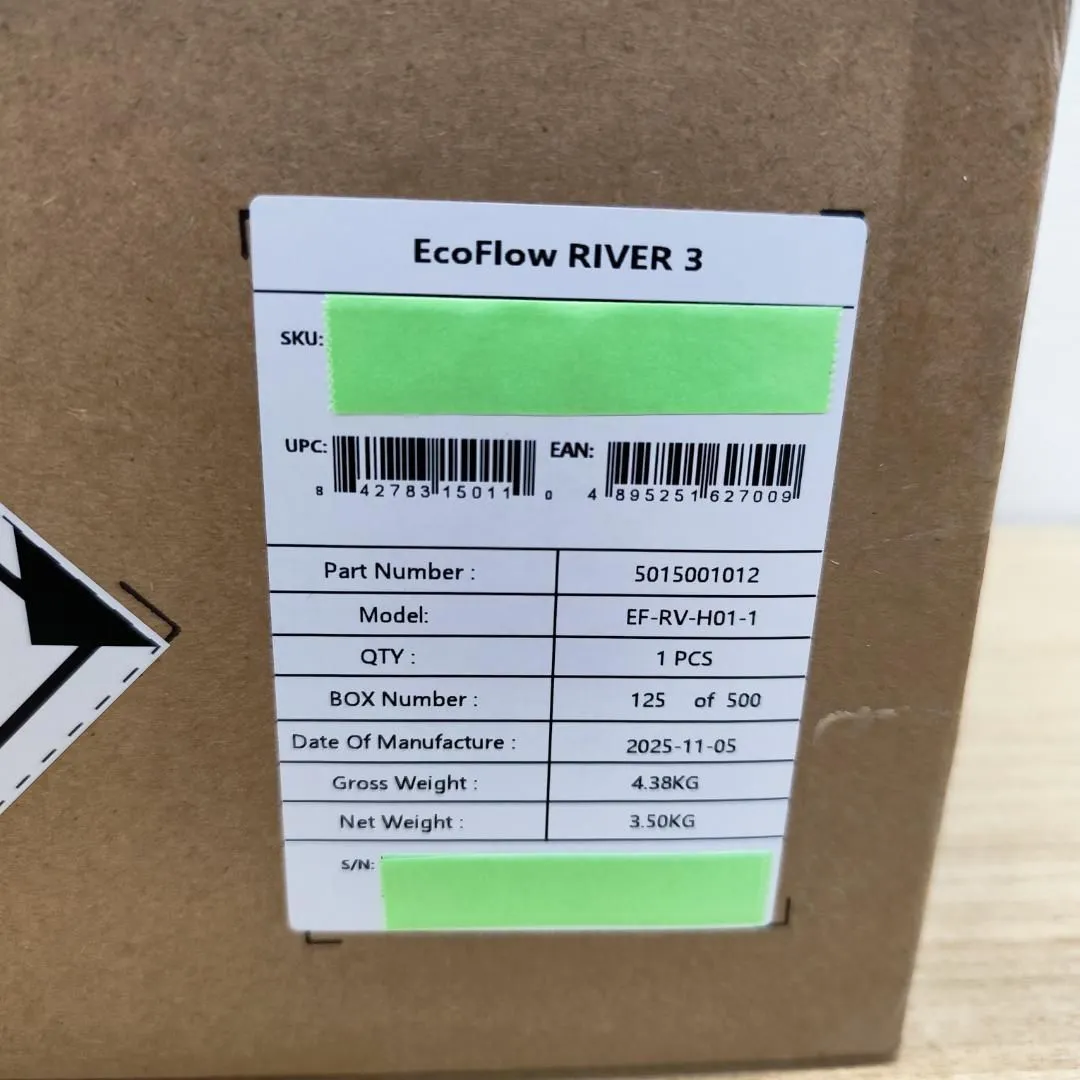 EcoFlow RIVER 3
SKU:
UPC: 8 42783 15011 0 EAN: 4 895251 627009
Part Number : 5015001012
Model: EF-RV-H01-1
QTY : 1 PCS
BOX Number : 125 of 500
Date Of Manufacture : 2025-11-05
Gross Weight : 4.38KG
Net Weight : 3.50KG
S/N: